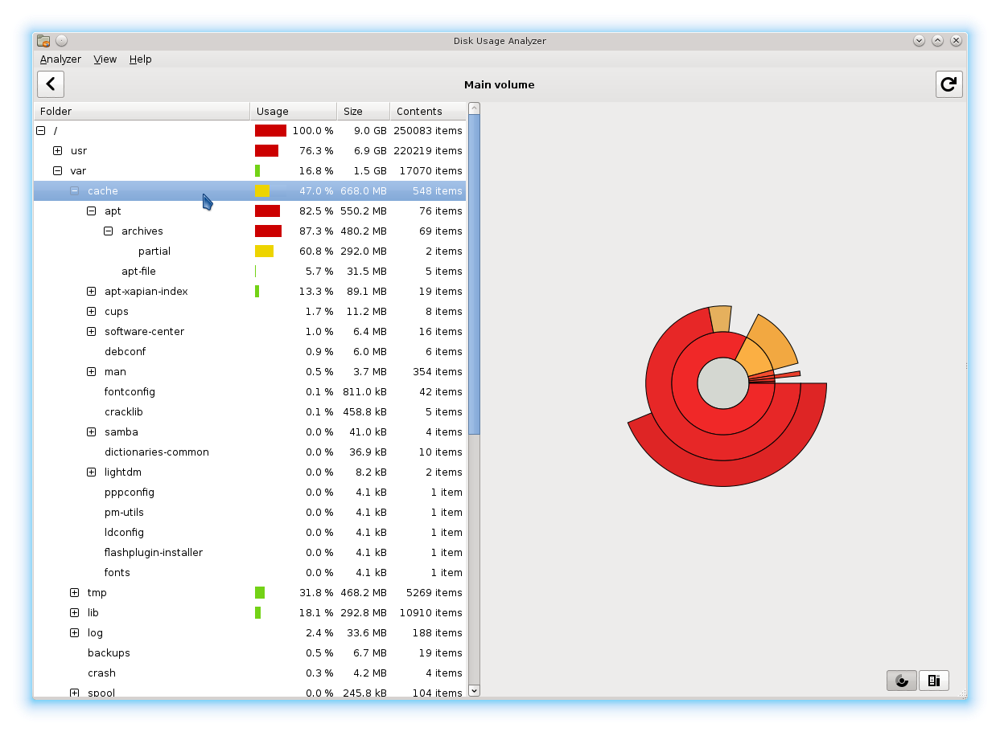 Disk Usage Analyzer
Analyzer View Help
Main volume
Folder Usage Size Contents
/ 100.0 % 9.0 GB 250083 items
usr 76.3 % 6.9 GB 220219 items
var 16.8 % 1.5 GB 17070 items
cache 47.0 % 668.0 MB 548 items
apt 82.5 % 550.2 MB 76 items
archives 87.3 % 480.2 MB 69 items
partial 60.8 % 292.0 MB 2 items
apt-file 5.7 % 31.5 MB 5 items
apt-xapian-index 13.3 % 89.1 MB 19 items
cups 1.7 % 11.2 MB 8 items
software-center 1.0 % 6.4 MB 16 items
debconf 0.9 % 6.0 MB 6 items
man 0.5 % 3.7 MB 354 items
fontconfig 0.1 % 811.0 kB 42 items
cracklib 0.1 % 458.8 kB 5 items
samba 0.0 % 41.0 kB 4 items
dictionaries-common 0.0 % 36.9 kB 10 items
lightdm 0.0 % 8.2 kB 2 items
pppconfig 0.0 % 4.1 kB 1 item
pm-utils 0.0 % 4.1 kB 1 item
ldconfig 0.0 % 4.1 kB 1 item
flashplugin-installer 0.0 % 4.1 kB 1 item
fonts 0.0 % 4.1 kB 1 item
tmp 31.8 % 468.2 MB 5269 items
lib 18.1 % 292.8 MB 10910 items
log 2.4 % 33.6 MB 188 items
backups 0.5 % 6.7 MB 19 items
crash 0.3 % 4.2 MB 4 items
spool 0.0 % 245.8 kB 104 items